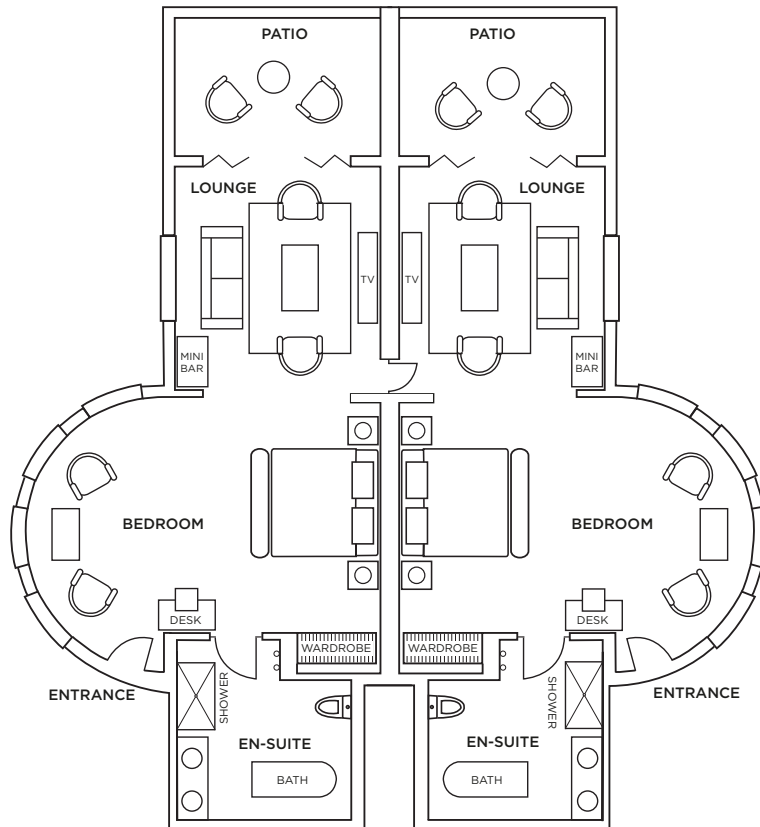 PATIO
PATIO
LOUNGE
LOUNGE
TV
TV
MINI
BAR
MINI
BAR
BEDROOM
BEDROOM
DESK
DESK
WARDROBE
WARDROBE
ENTRANCE
ENTRANCE
SHOWER
SHOWER
EN-SUITE
EN-SUITE
BATH
BATH